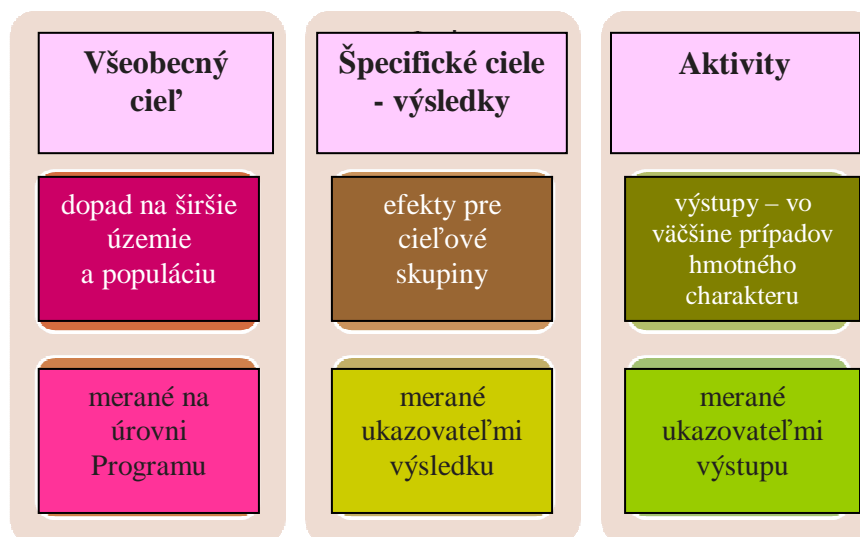 Všeobecný
cieľ
dopad na širšie
územie
a populáciu
merané na
úrovni
Programu
Špecifické ciele
- výsledky
efekty pre
cieľové
skupiny
merané
ukazovateľmi
výsledku
Aktivity
výstupy – vo
väčšine prípadov
hmotného
charakteru
merané
ukazovateľmi
výstupu